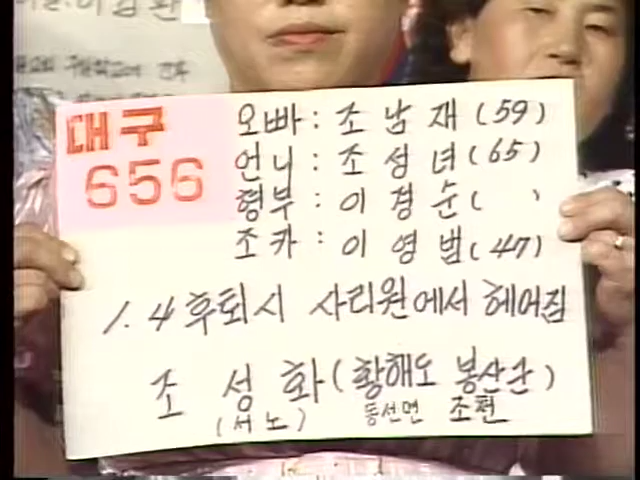 대구
656
오빠 : 조남재 (59)
언니 : 조성녀 (65)
형부 : 이경순 ( )
조카 : 이영범 (47)
1.4 후퇴시 사리원에서 헤어짐
조성화 (황해도 봉산군)
(서노) 동선면 조편